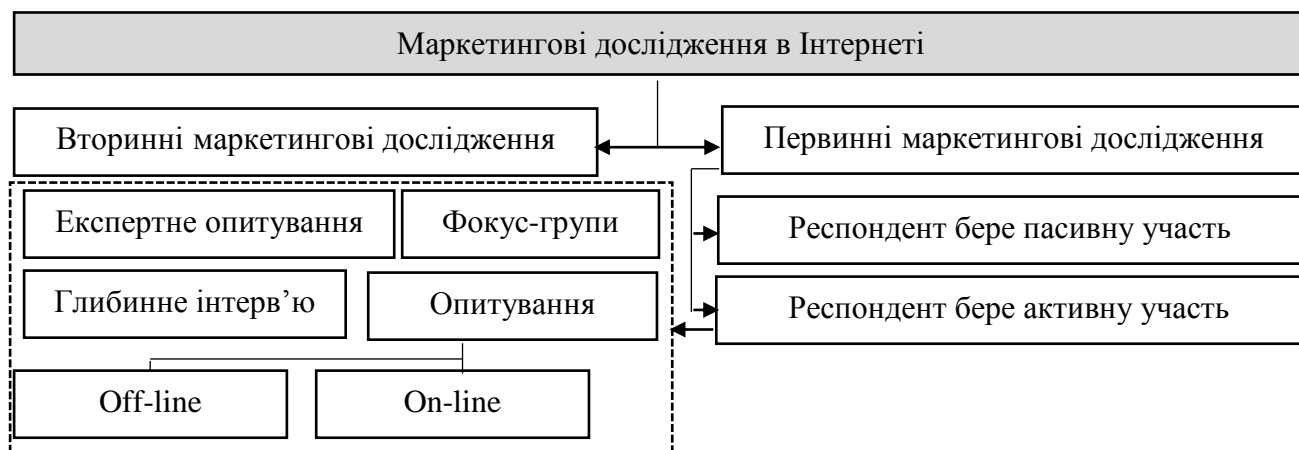 Маркетингові дослідження в Інтернеті
Вторинні маркетингові дослідження
Первинні маркетингові дослідження
Експертне опитування
Фокус-групи
Респондент бере пасивну участь
Глибинне інтерв’ю
Опитування
Респондент бере активну участь
Off-line
On-line